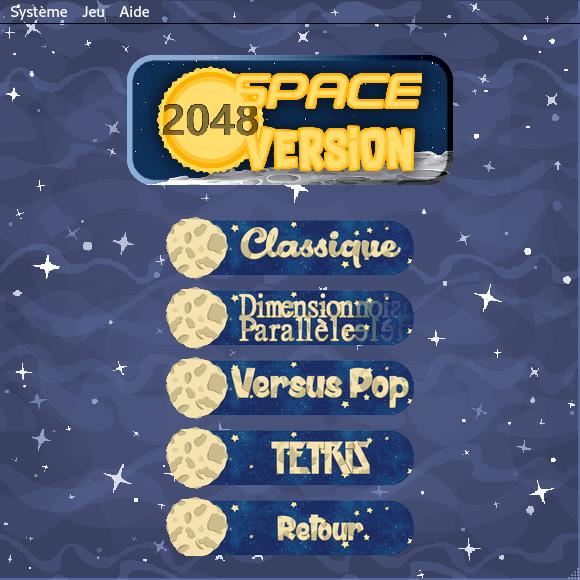 Système Jeu Aide
2048 SPACE
VERSION
Classique
Dimension
Parallèle
Versus Pop
TETRIS
Retour